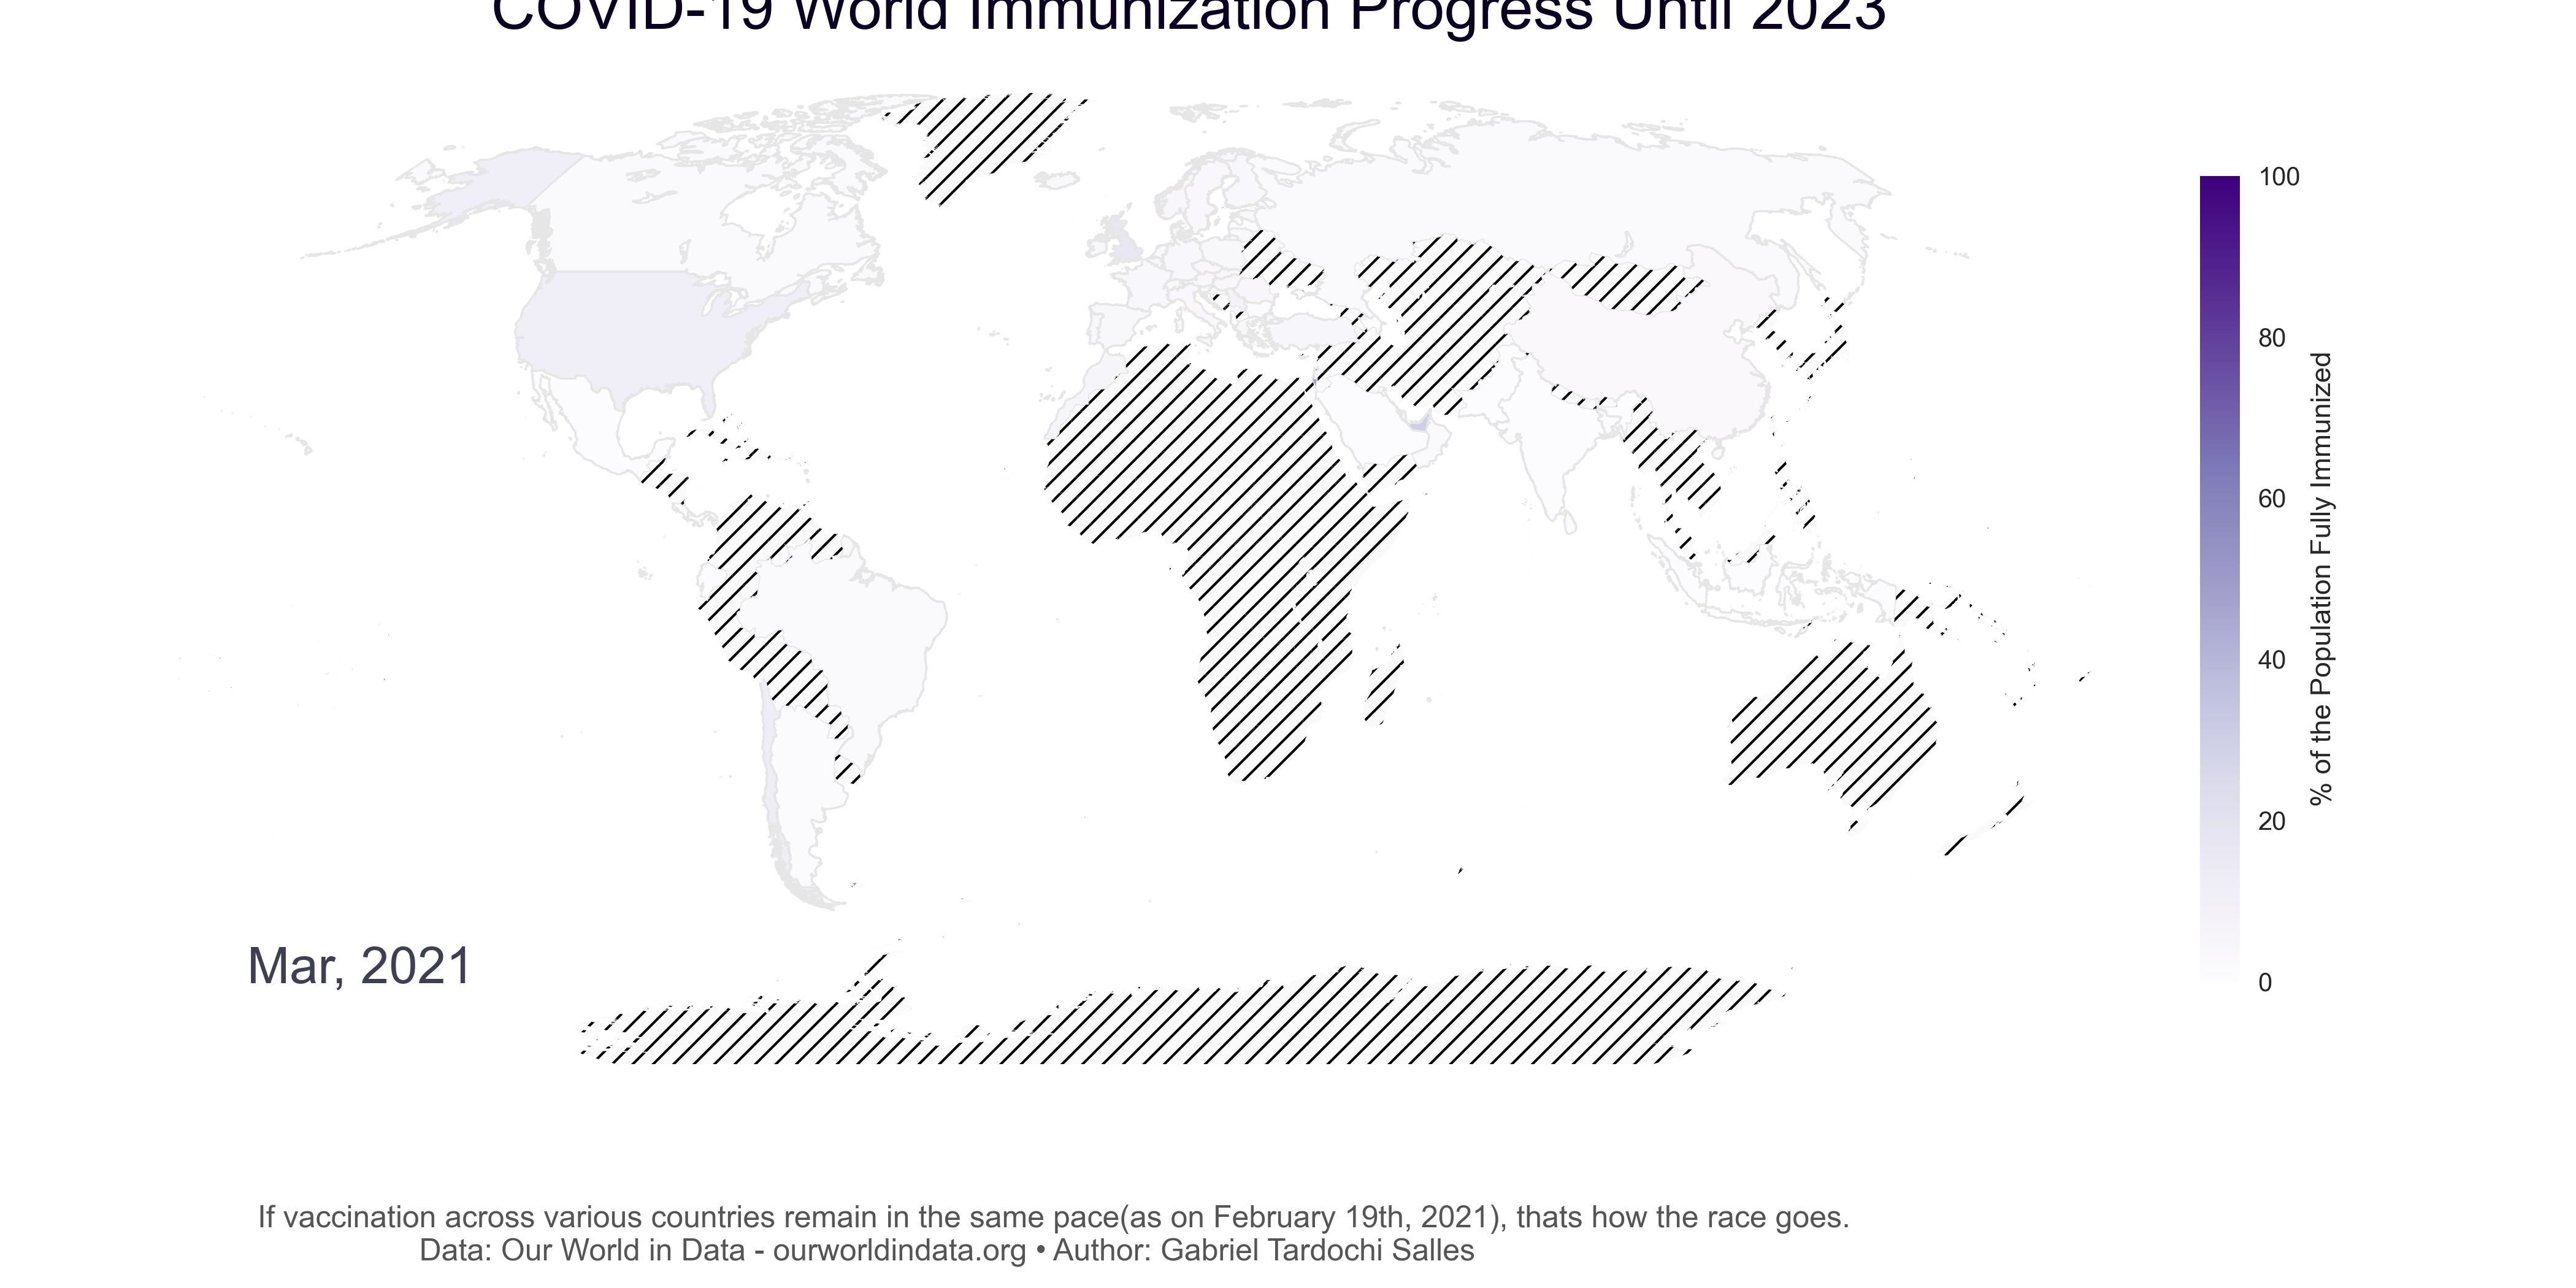 COVID-19 World Immunization Progress Until 2023
100
80
60
40
20
0
% of the Population Fully Immunized
Mar, 2021
If vaccination across various countries remain in the same pace(as on February 19th, 2021), thats how the race goes.
Data: Our World in Data - ourworldindata.org • Author: Gabriel Tardochi Salles